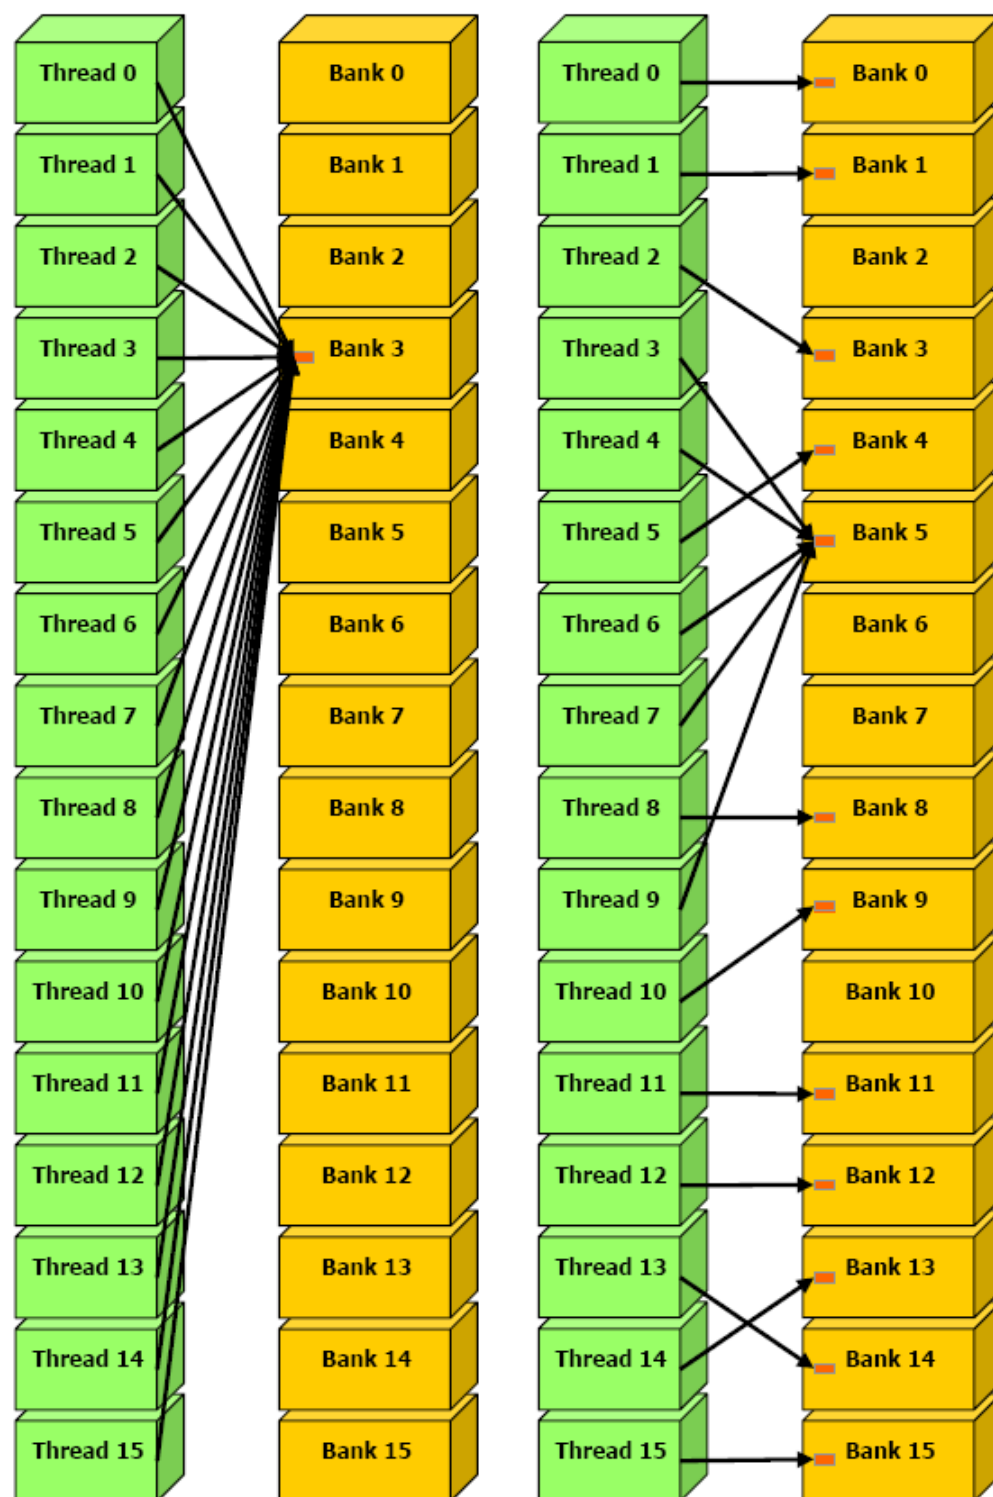 Thread 0 Bank 0 Thread 0 Bank 0
Thread 1 Bank 1 Thread 1 Bank 1
Thread 2 Bank 2 Thread 2 Bank 2
Thread 3 Bank 3 Thread 3 Bank 3
Thread 4 Bank 4 Thread 4 Bank 4
Thread 5 Bank 5 Thread 5 Bank 5
Thread 6 Bank 6 Thread 6 Bank 6
Thread 7 Bank 7 Thread 7 Bank 7
Thread 8 Bank 8 Thread 8 Bank 8
Thread 9 Bank 9 Thread 9 Bank 9
Thread 10 Bank 10 Thread 10 Bank 10
Thread 11 Bank 11 Thread 11 Bank 11
Thread 12 Bank 12 Thread 12 Bank 12
Thread 13 Bank 13 Thread 13 Bank 13
Thread 14 Bank 14 Thread 14 Bank 14
Thread 15 Bank 15 Thread 15 Bank 15